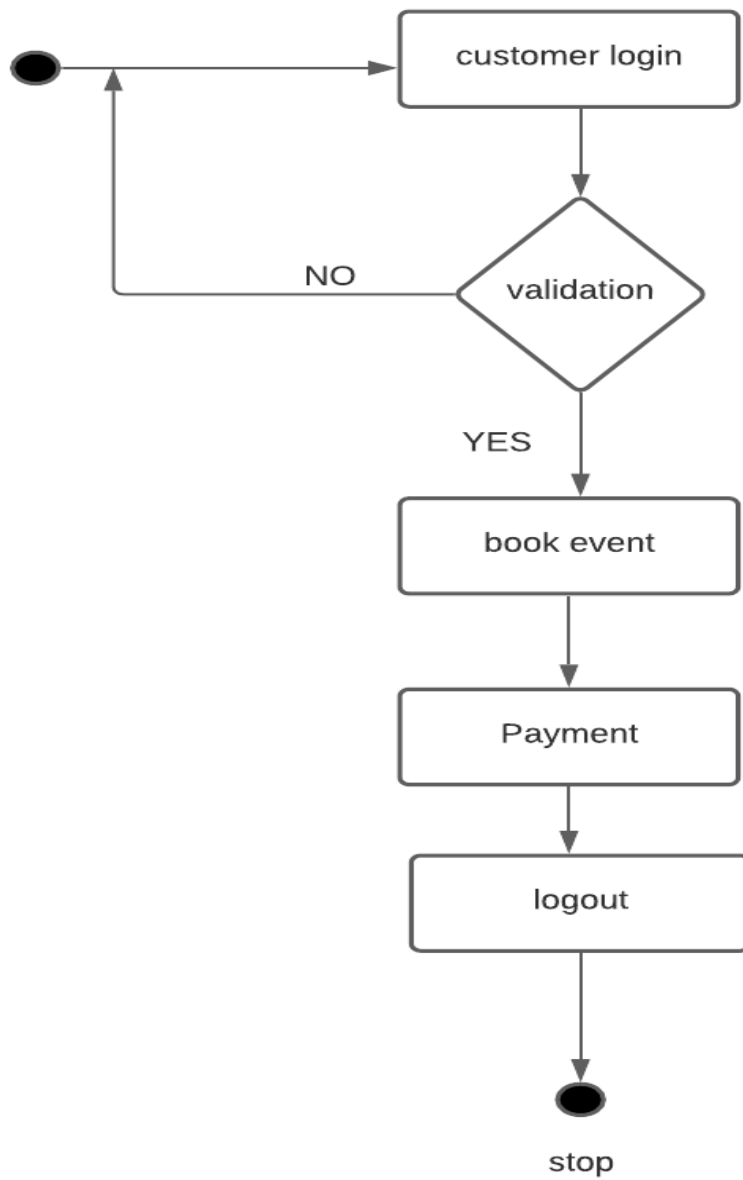 customer login
validation
NO
YES
book event
Payment
logout
stop